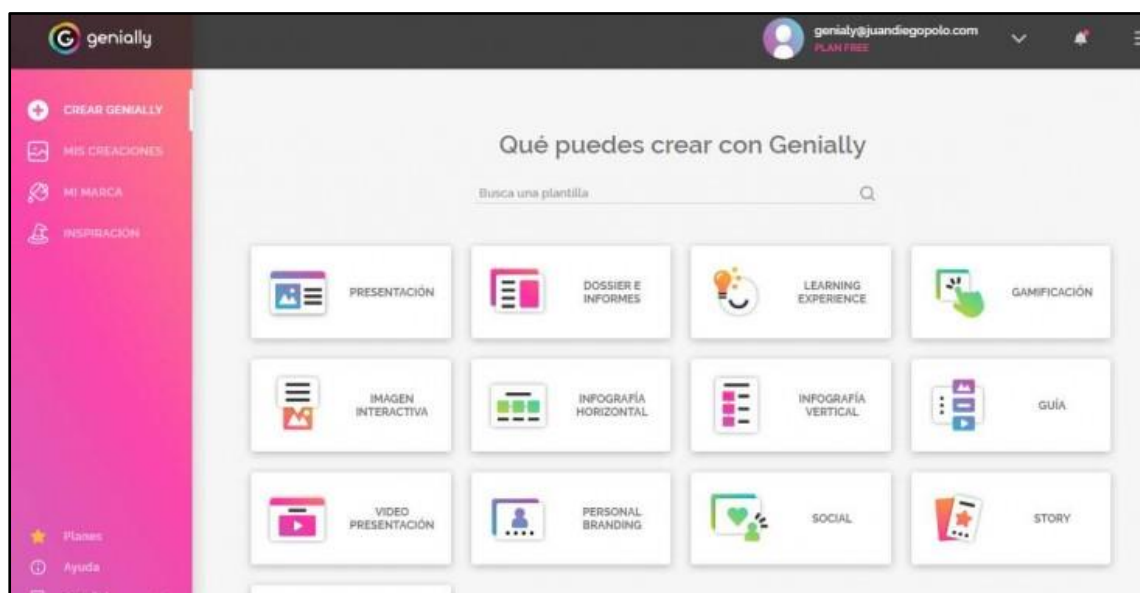 genially
genialy@juandiegopolo.com
PLAN FREE
CREAR GENIALLY
MIS CREACIONES
MI MARCA
INSPIRACIÓN
Planes
Ayuda
Qué puedes crear con Genially
Busca una plantilla
PRESENTACIÓN
DOSSIER E
INFORMES
LEARNING
EXPERIENCE
GAMIFICACIÓN
IMAGEN
INTERACTIVA
INFOGRAFÍA
HORIZONTAL
INFOGRAFÍA
VERTICAL
GUÍA
VIDEO
PRESENTACIÓN
PERSONAL
BRANDING
SOCIAL
STORY